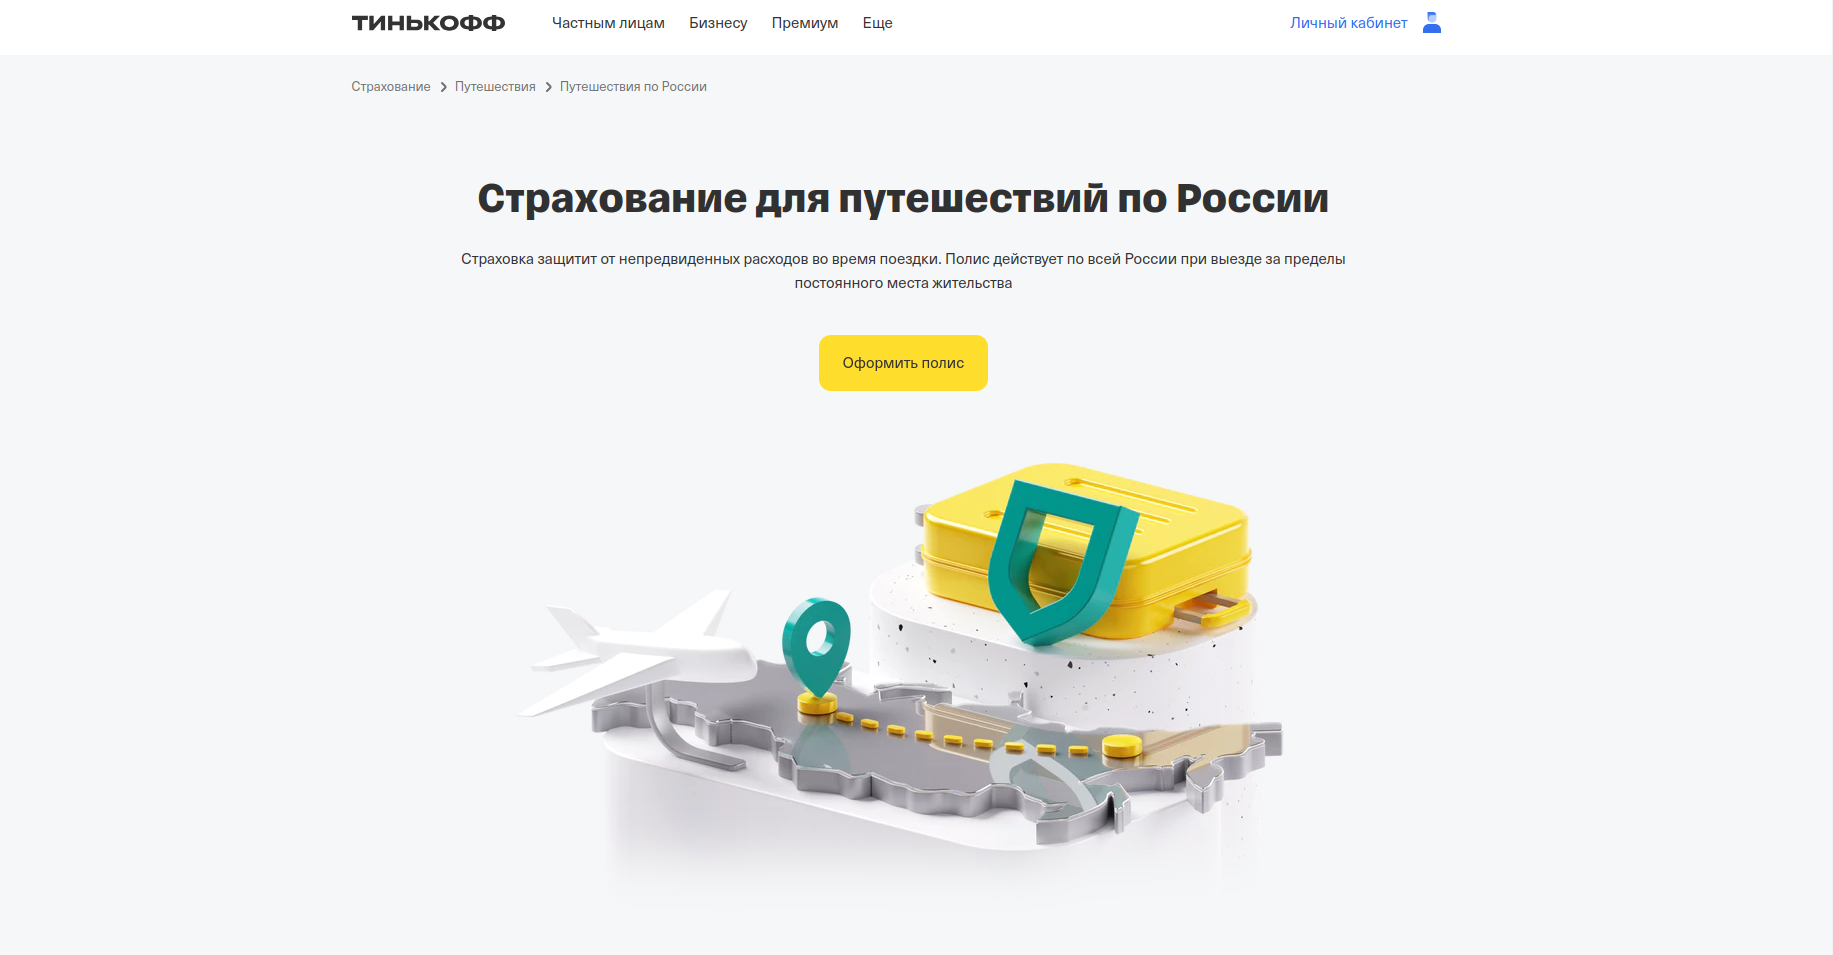 ТИНЬКОФФ Частным лицам Бизнесу Премиум Еще Личный кабинет
Страхование Путешествия Путешествия по России
Страхование для путешествий по России
Страховка защитит от непредвиденных расходов во время поездки. Полис действует по всей России при выезде за пределы
постоянного места жительства
Оформить полис